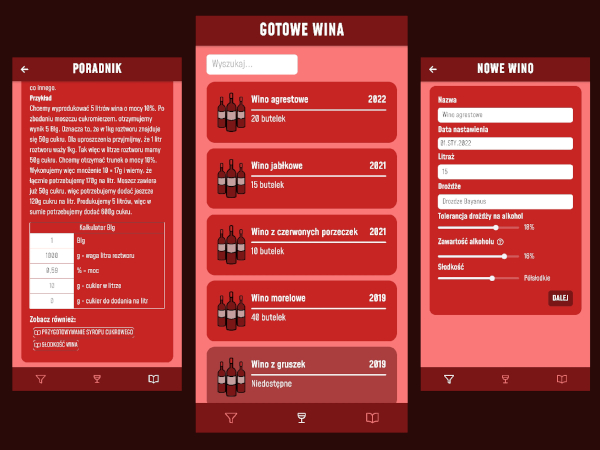 PORADNIK
co innego.
Przykład
Chcemy wyprodukować 5 litrów wina o mocy 10%. Po
zbadaniu moszczu cukromierzem, otrzymujemy
wynik 5 Blg. Oznacza to, że w 1kg roztworu znajduje
się 50g cukru. Dla uproszczenia przyjmijmy, że 1 litr
roztworu waży 1kg. Tak więc w litrze roztworu mamy
50g cukru. Chcemy otrzymać trunek o mocy 10%.
Wykonujemy więc mnożenie 10 * 17g i wiemy, że
łącznie potrzebujemy 170g na litr. Moszcz zawiera
już 50g cukru, więc potrzebujemy dodać jeszcze
120g cukru na litr. Produkujemy 5 litrów, więc w
sumie potrzebujemy dodać 600g cukru.
Kalkulator Blg
1 Blg
1000 g - waga litra roztworu
0.59 % - moc
10 g - cukier w litrze
0 g - cukier do dodania na litr
Zobacz również:
PRZYGOTOWYWANIE SYROPU CUKROWEGO
SŁODKOŚĆ WINA
GOTOWE WINA
Wyszukaj...
Wino agrestowe 2022
20 butelek
Wino jabłkowe 2021
15 butelek
Wino z czerwonych porzeczek 2021
10 butelek
Wino morelowe 2019
40 butelek
Wino z gruszek 2019
Niedostępne
NOWE WINO
Nazwa
Wino agrestowe
Data nastawienia
01.STY.2022
Litraż
15
Drożdże
Drożdże Bayanus
Tolerancja drożdży na alkohol
18%
Zawartość alkoholu ?
16%
Słodkość
Półsłodkie
DALEJ